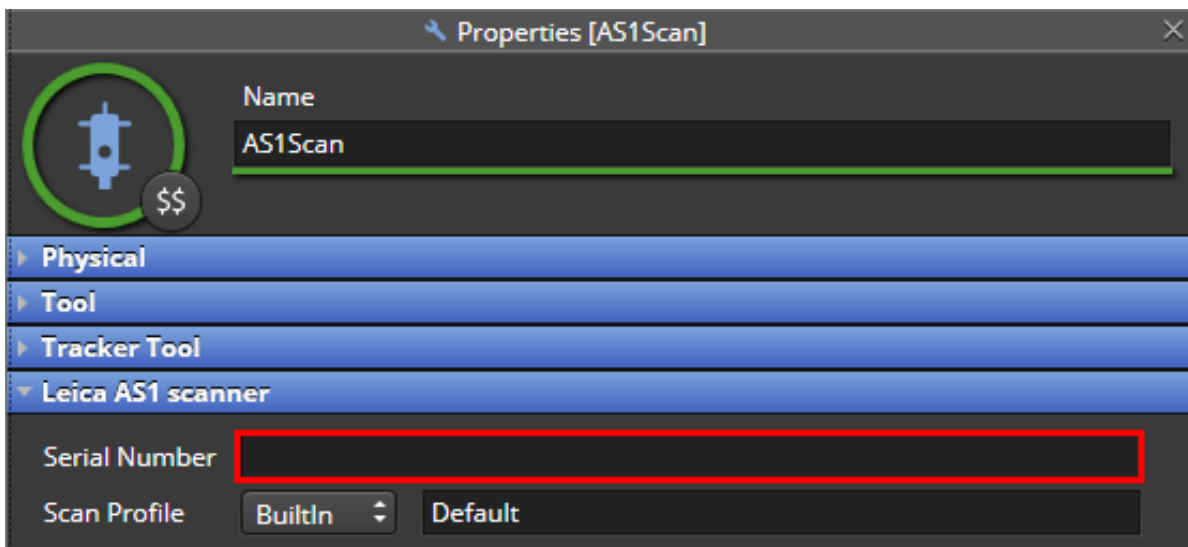 Properties [AS1Scan]
Name
AS1Scan
$$
Physical
Tool
Tracker Tool
Leica AS1 scanner
Serial Number
Scan Profile BuiltIn Default